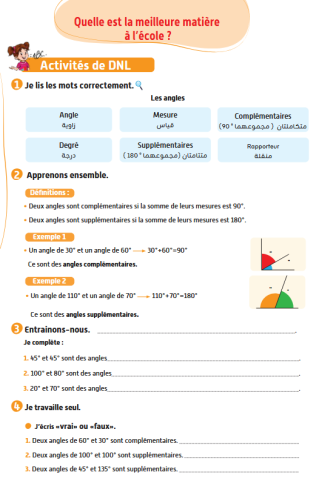 Quelle est la meilleure matière
à l'école ?
Activités de DNL
1 Je lis les mots correctement.
Les angles
Angle
زاوية
Mesure
قياس
Complémentaires
متكاملتان ( مجموعهما 90° )
Degré
درجة
Supplémentaires
متتامتان ( مجموعهما 180° )
Rapporteur
منقلة
2 Apprenons ensemble.
Définitions :
• Deux angles sont complémentaires si la somme de leurs mesures est 90°.
• Deux angles sont supplémentaires si la somme de leurs mesures est 180°.
Exemple 1
• Un angle de 30° et un angle de 60° → 30°+60°=90°
Ce sont des angles complémentaires.
Exemple 2
• Un angle de 110° et un angle de 70° → 110°+70°=180°
Ce sont des angles supplémentaires.
3 Entrainons-nous.
Je complète :
1. 45° et 45° sont des angles.
2. 100° et 80° sont des angles.
3. 20° et 70° sont des angles.
4 Je travaille seul.
J'écris «vrai» ou «faux».
1. Deux angles de 60° et 30° sont complémentaires.
2. Deux angles de 100° et 100° sont supplémentaires.
3. Deux angles de 45° et 135° sont supplémentaires.